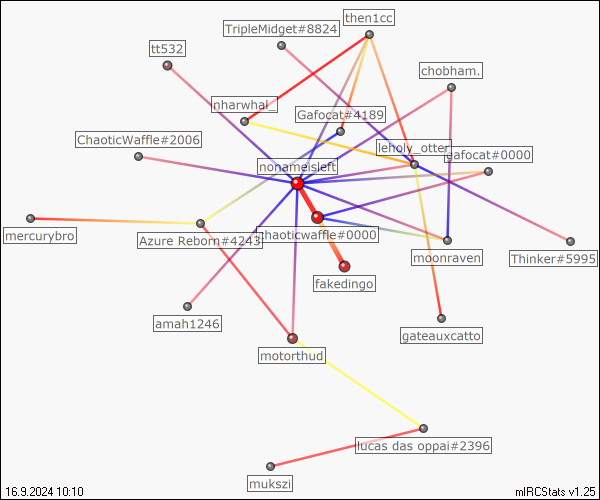 then1cc
TripleMidget#8824
tt532
chobham.
nharwhal_
Gafocat#4189
ChaoticWaffle#2006
leholy_otter
gafocat#0000
nonameisleft
mercurybro
Azure Reborn#4243
chaoticwaffle#0000
moonraven
Thinker#5995
fakedingo
amah1246
gateauxcatto
motorthud
lucas das oppai#2396
mukszi
16.9.2024 10:10
mIRCStats v1.25